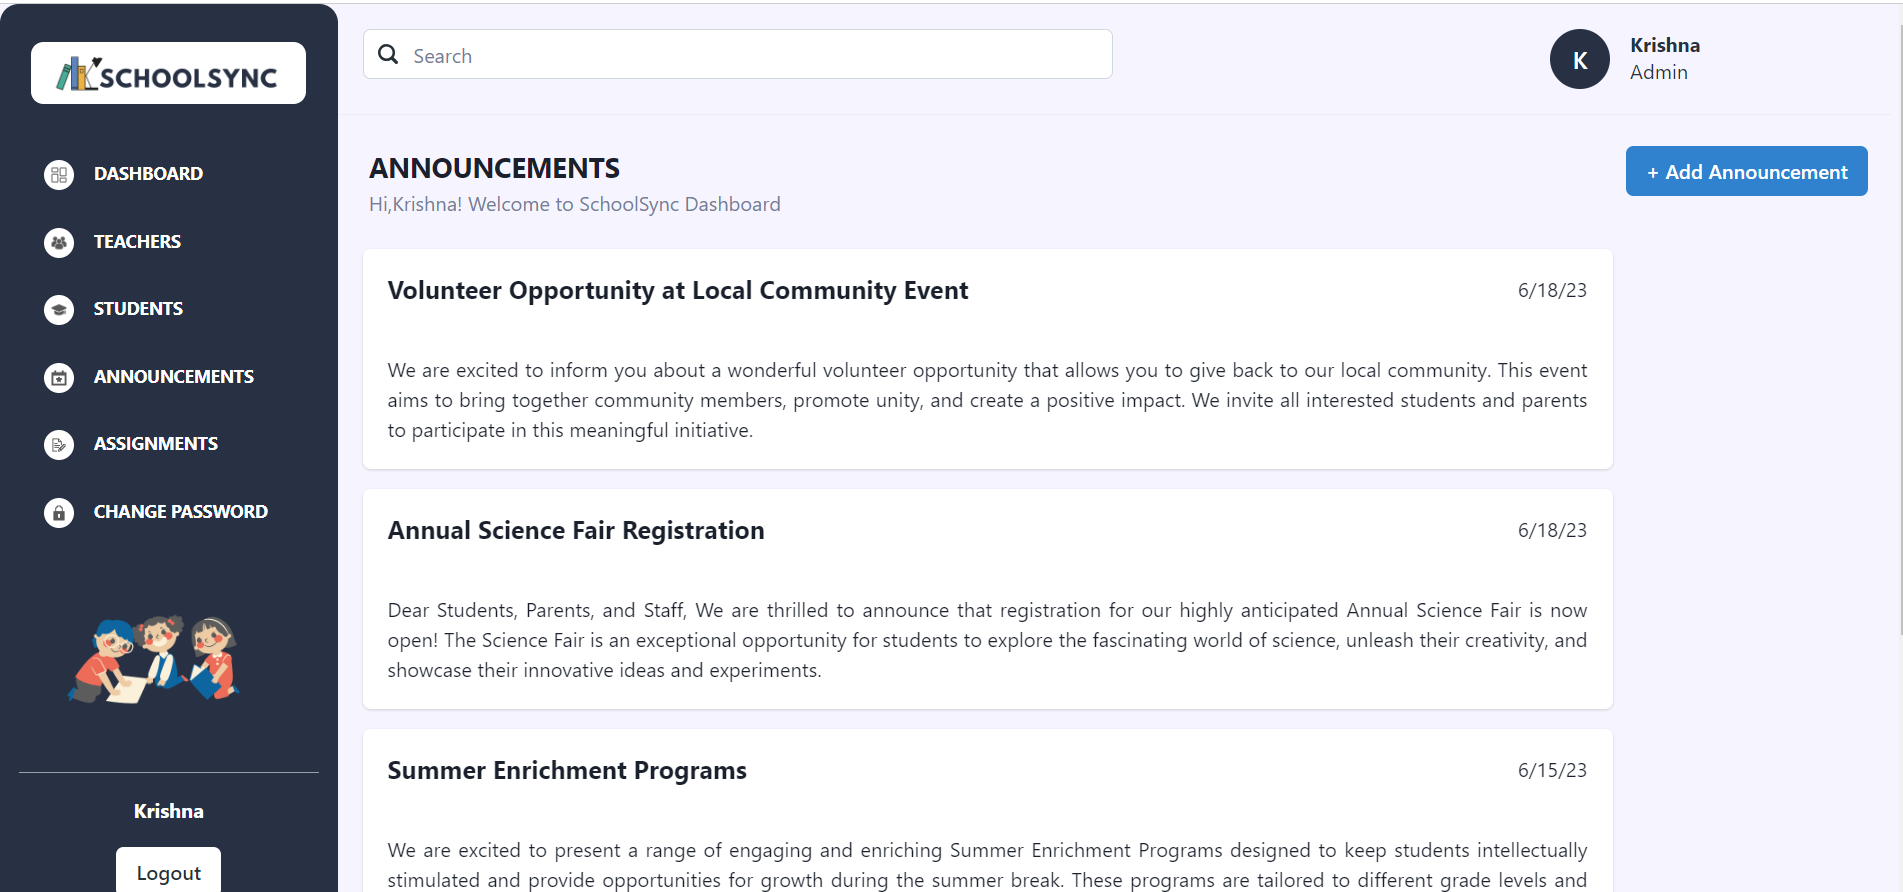 SCHOOLSYNC
DASHBOARD
TEACHERS
STUDENTS
ANNOUNCEMENTS
ASSIGNMENTS
CHANGE PASSWORD
Krishna
Logout
Search
K
Krishna
Admin
ANNOUNCEMENTS
Hi,Krishna! Welcome to SchoolSync Dashboard
+ Add Announcement
Volunteer Opportunity at Local Community Event
6/18/23
We are excited to inform you about a wonderful volunteer opportunity that allows you to give back to our local community. This event
aims to bring together community members, promote unity, and create a positive impact. We invite all interested students and parents
to participate in this meaningful initiative.
Annual Science Fair Registration
6/18/23
Dear Students, Parents, and Staff, We are thrilled to announce that registration for our highly anticipated Annual Science Fair is now
open! The Science Fair is an exceptional opportunity for students to explore the fascinating world of science, unleash their creativity, and
showcase their innovative ideas and experiments.
Summer Enrichment Programs
6/15/23
We are excited to present a range of engaging and enriching Summer Enrichment Programs designed to keep students intellectually
stimulated and provide opportunities for growth during the summer break. These programs are tailored to different grade levels and